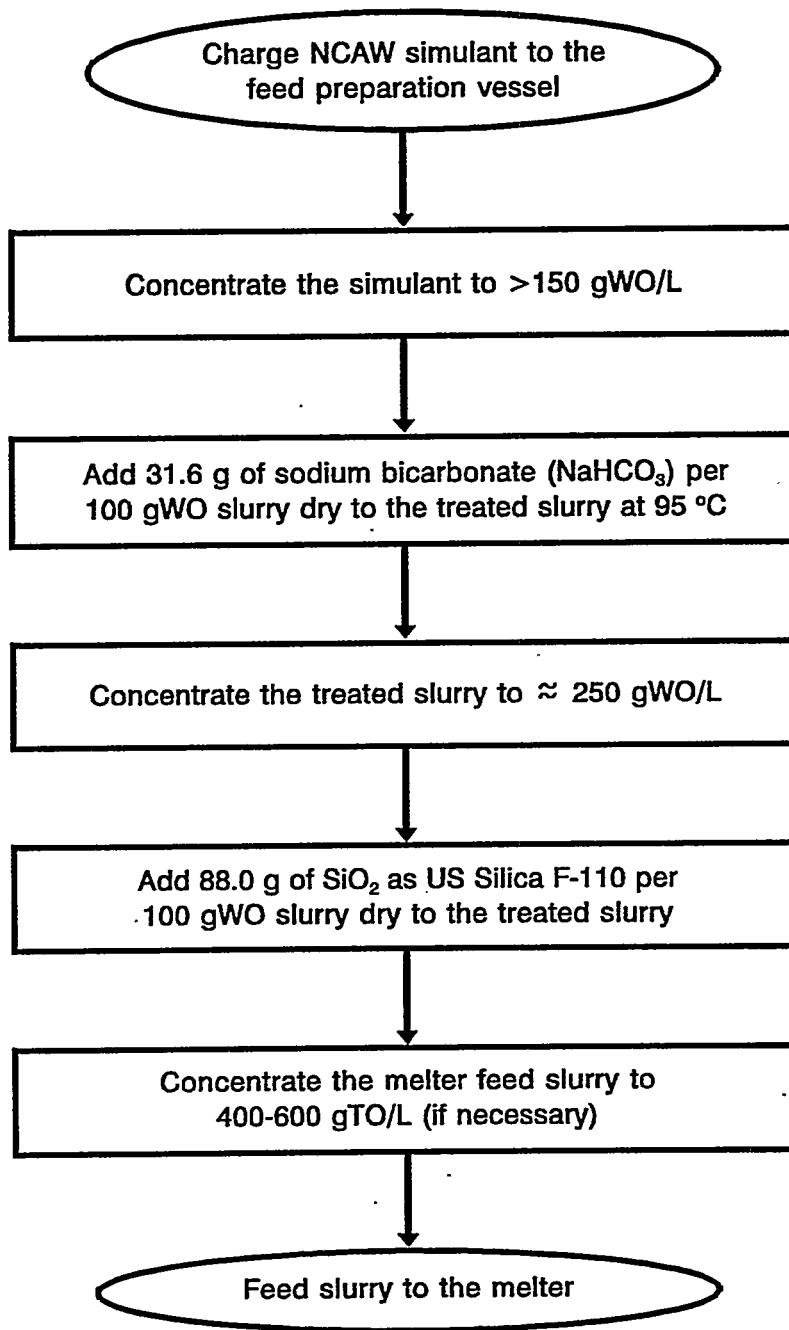 Charge NCAW simulant to the
feed preparation vessel
Concentrate the simulant to >150 gWO/L
Add 31.6 g of sodium bicarbonate (NaHCO₃) per
100 gWO slurry dry to the treated slurry at 95 ºC
Concentrate the treated slurry to ≈ 250 gWO/L
Add 88.0 g of SiO₂ as US Silica F-110 per
100 gWO slurry dry to the treated slurry
Concentrate the melter feed slurry to
400-600 gTO/L (if necessary)
Feed slurry to the melter